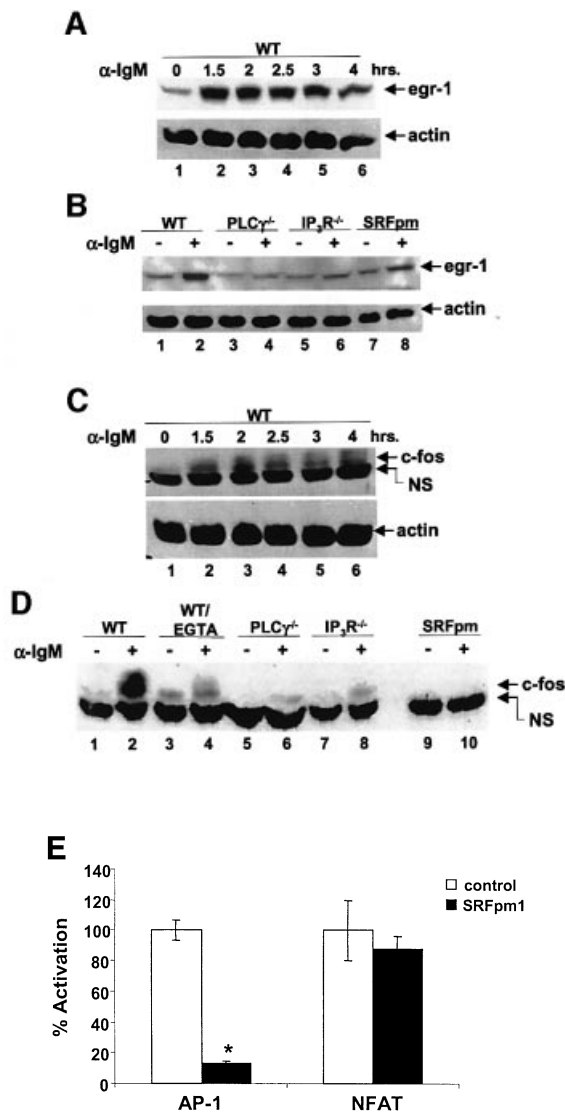 A
WT
α-IgM 0 1.5 2 2.5 3 4 hrs.
egr-1
actin
1 2 3 4 5 6
B
WT PLCγ-/- IP3R-/- SRFpm
α-IgM - + - + - + - +
egr-1
actin
1 2 3 4 5 6 7 8
C
WT
α-IgM 0 1.5 2 2.5 3 4 hrs.
c-fos
NS
actin
1 2 3 4 5 6
D
WT WT/EGTA PLCγ-/- IP3R-/- SRFpm
α-IgM - + - + - + - + - +
c-fos
NS
1 2 3 4 5 6 7 8 9 10
E
140
120
100
80
60
40
20
0
% Activation
control
SRFpm1
*
AP-1 NFAT